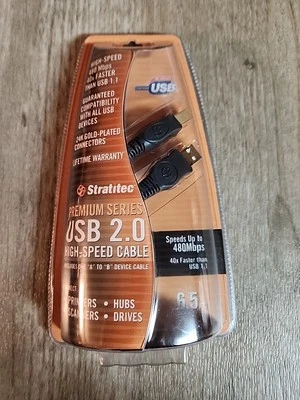 HIGH-SPEED
480 Mbps
40x FASTER
THAN USB 1.1
GUARANTEED
COMPATIBILITY
WITH ALL USB
DEVICES
24K GOLD-PLATED
CONNECTORS
LIFETIME WARRANTY
USB
Stratitec
PREMIUM SERIES
USB 2.0
HIGH-SPEED CABLE
"A" TO "B" DEVICE CABLE
PRINTERS • HUBS
SCANNERS • DRIVES
Speeds Up to
480Mbps
40x Faster than
USB 1.1
6.5